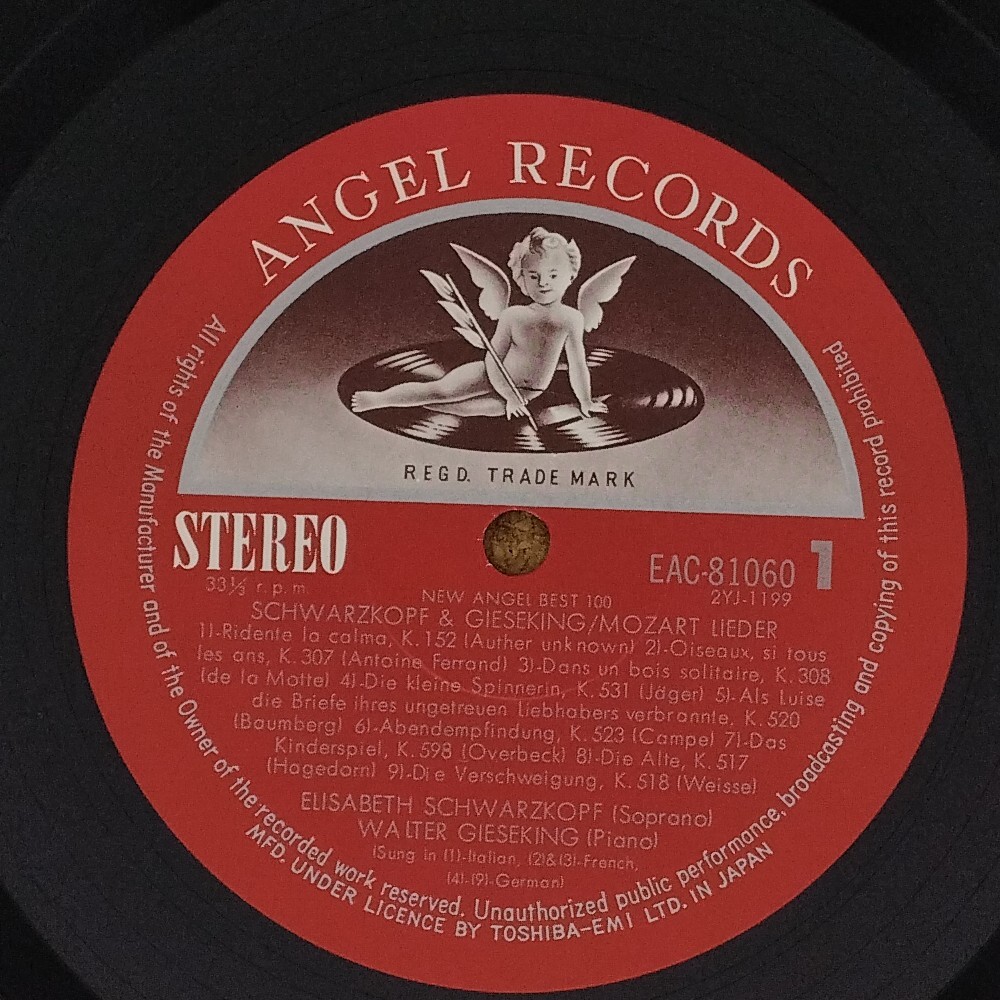 ANGEL RECORDS
REGD. TRADE MARK
STEREO
33⅓ r.p.m.
EAC-81060 1
2YJ-1199
NEW ANGEL BEST 100
SCHWARZKOPF & GIESEKING/MOZART LIEDER
1)-Ridente la calma, K.152 (Auther unknown) 2)-Oiseaux, si tous
les ans, K.307 (Antoine Ferrand) 3)-Dans un bois solitaire, K.308
(de la Motte) 4)-Die kleine Spinnerin, K.531 (Jäger) 5)-Als Luise
die Briefe ihres ungetreuen Liebhabers verbrannte, K.520
(Baumberg) 6)-Abendempfindung, K.523 (Campe) 7)-Das
Kinderspiel, K.598 (Overbeck) 8)-Die Alte, K.517
(Hagedorn) 9)-Die Verschweigung, K.518 (Weisse)
ELISABETH SCHWARZKOPF (Soprano)
WALTER GIESEKING (Piano)
(Sung in (1)-Italian, (2)&(3)-French,
(4)-(9)-German)
All rights of the Manufacturer and of the Owner of the recorded work reserved. Unauthorized public performance, broadcasting and copying of this record prohibited
MFD. UNDER LICENCE BY TOSHIBA-EMI LTD. IN JAPAN